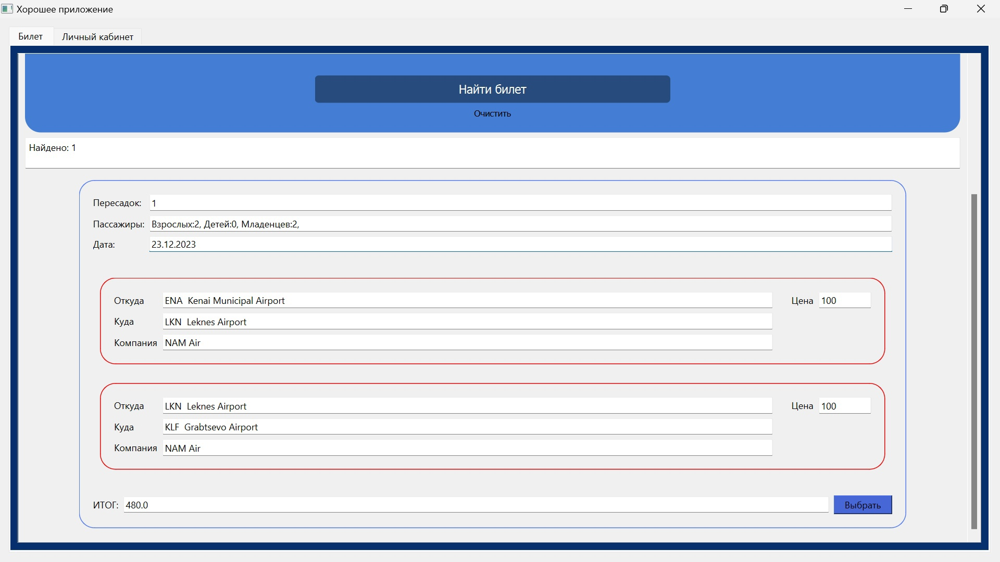 Хорошее приложение
Билет
Личный кабинет
Найти билет
Очистить
Найдено: 1
Пересадок: 1
Пассажиры: Взрослых:2, Детей:0, Младенцев:2,
Дата: 23.12.2023
Откуда ENA  Kenai Municipal Airport Цена 100
Куда LKN  Leknes Airport
Компания NAM Air
Откуда LKN  Leknes Airport Цена 100
Куда KLF  Grabtsevo Airport
Компания NAM Air
ИТОГ: 480.0 Выбрать